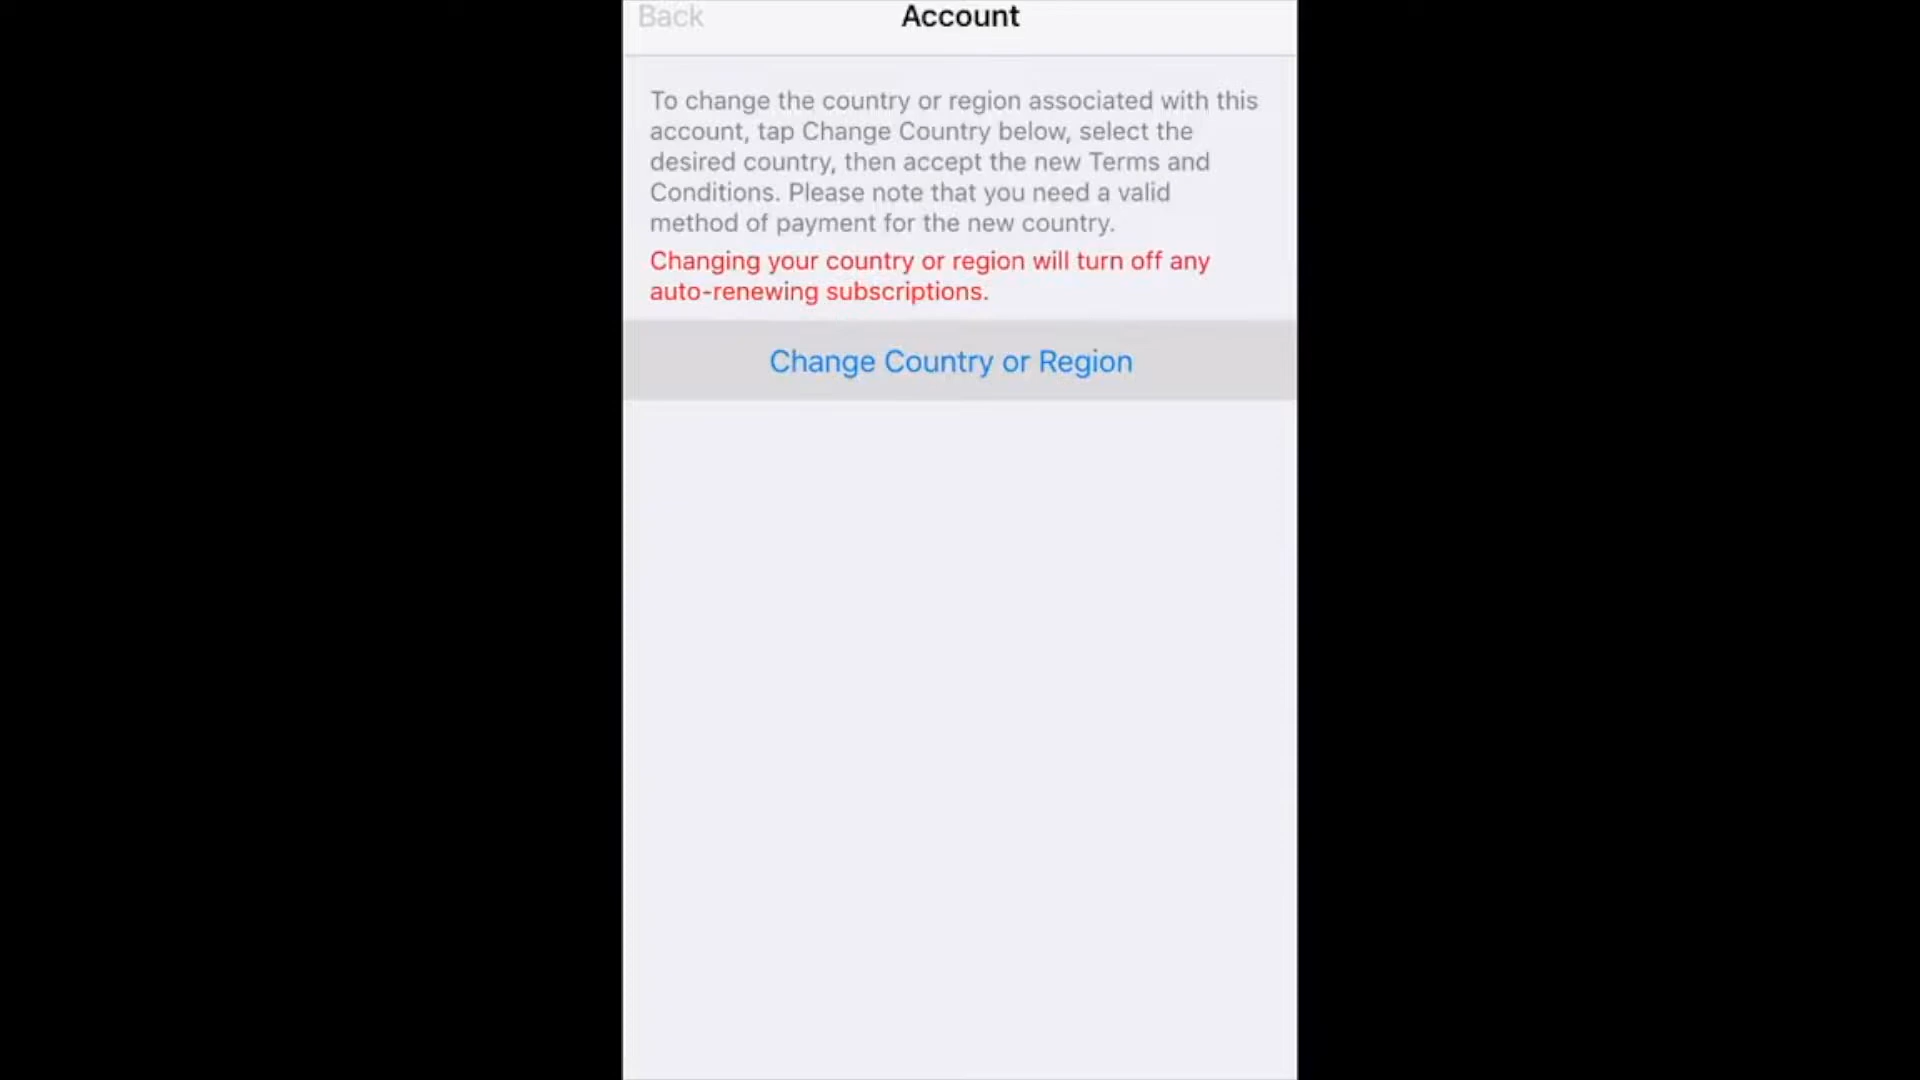 Back
Account
To change the country or region associated with this
account, tap Change Country below, select the
desired country, then accept the new Terms and
Conditions. Please note that you need a valid
method of payment for the new country.
Changing your country or region will turn off any
auto-renewing subscriptions.
Change Country or Region